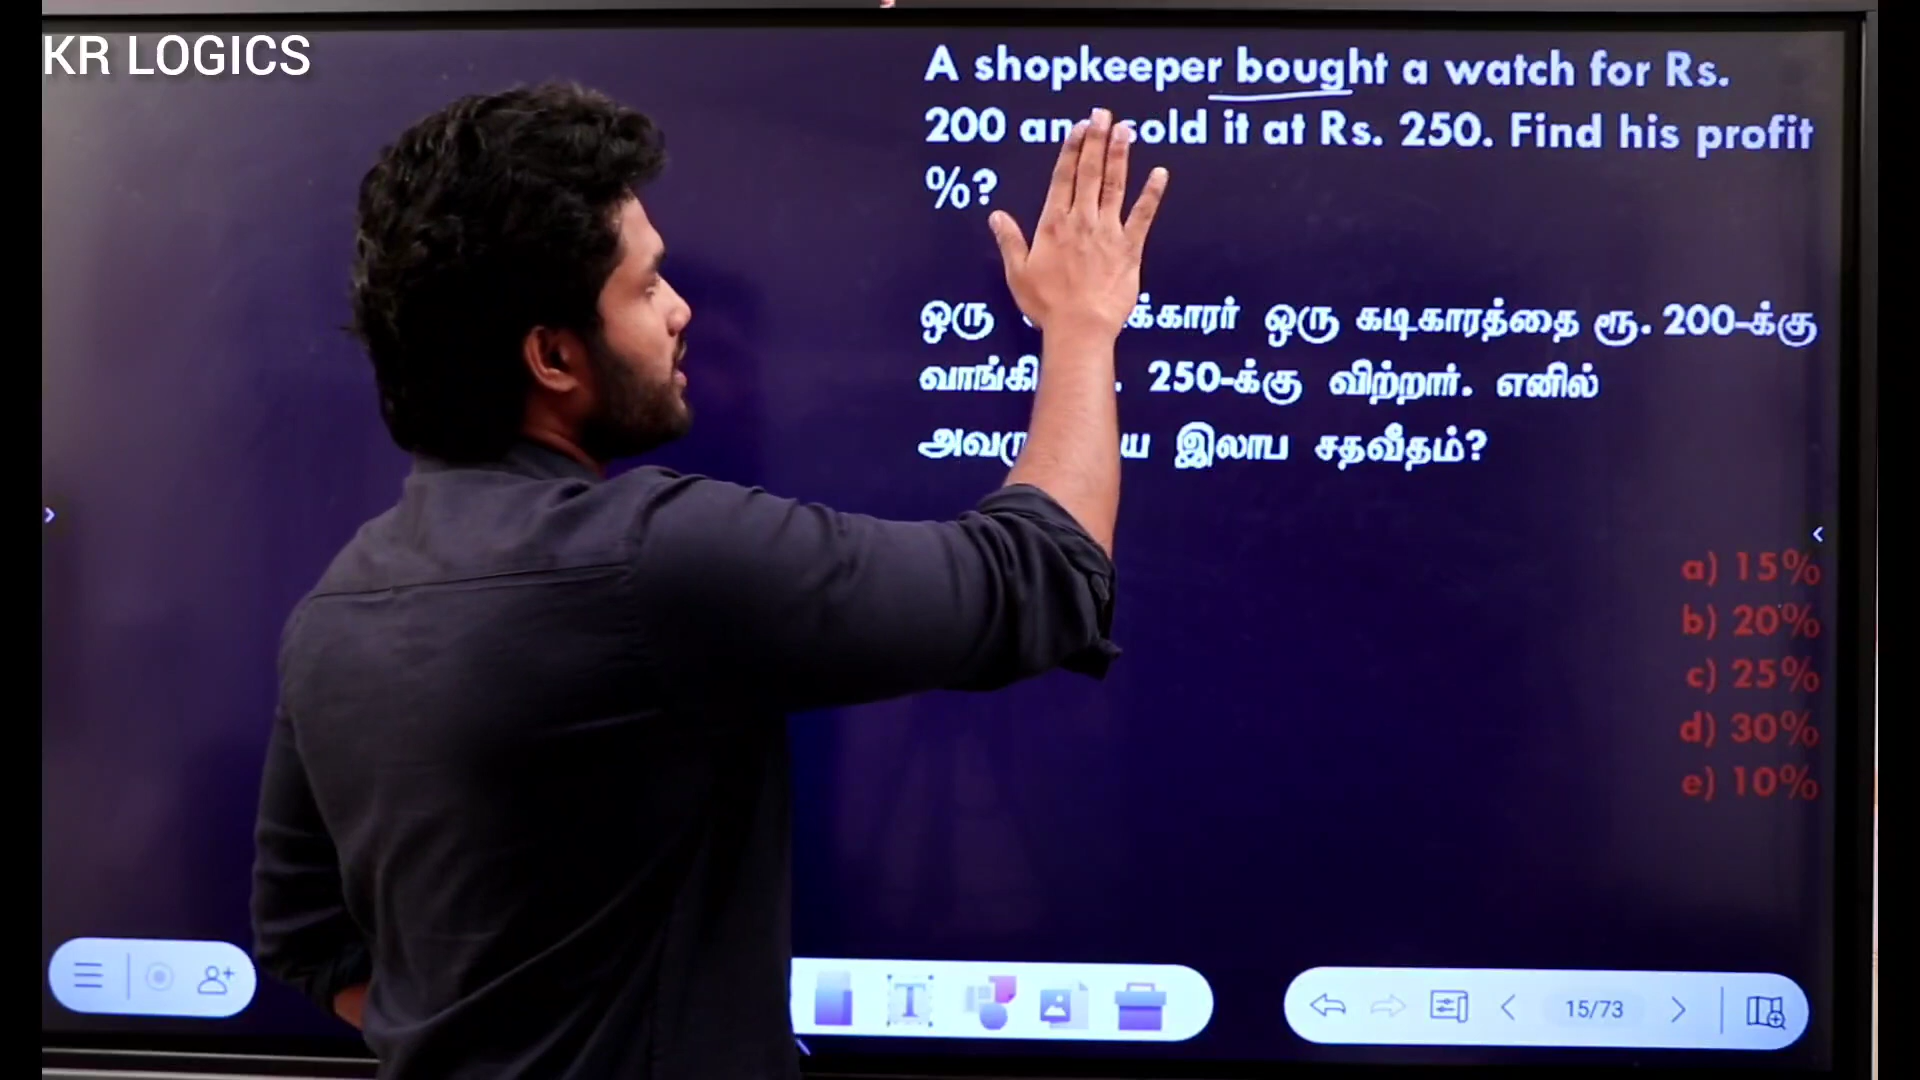 KR LOGICS
A shopkeeper bought a watch for Rs.
200 and sold it at Rs. 250. Find his profit
%?
ஒரு ஒரு கடிகாரத்தை ரூ. 200-க்கு
250-க்கு விற்றார். எனில்
இலாப சதவீதம்?
a) 15%
b) 20%
c) 25%
d) 30%
e) 10%
T
15/73